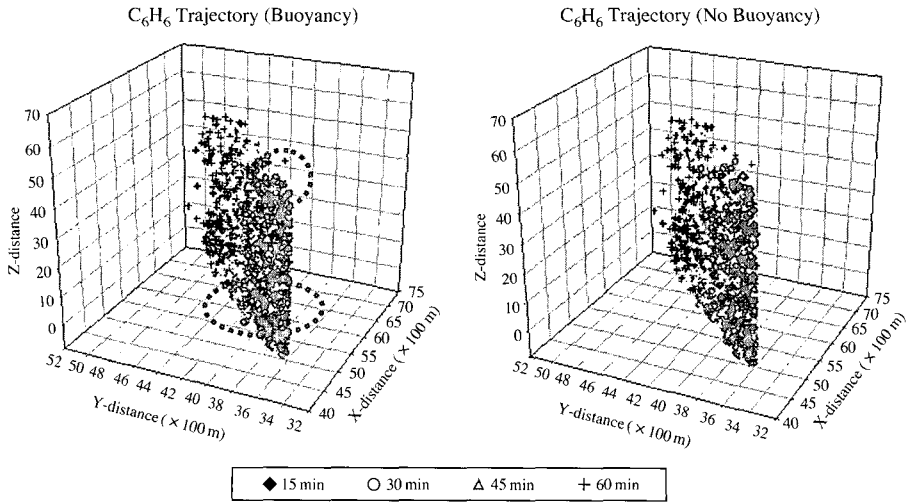 C₆H₆ Trajectory (Buoyancy)
70
60
50
40
30
20
10
0
Z-distance
52 50 48 46 44 42 40 38 36 34 32
Y-distance ( × 100 m)
40
45
50
55
60
65
70
75
X-distance ( × 100 m)
C₆H₆ Trajectory (No Buoyancy)
70
60
50
40
30
20
10
0
Z-distance
52 50 48 46 44 42 40 38 36 34 32
Y-distance ( × 100 m)
40
45
50
55
60
65
70
75
X-distance ( × 100 m)
15 min 30 min 45 min 60 min